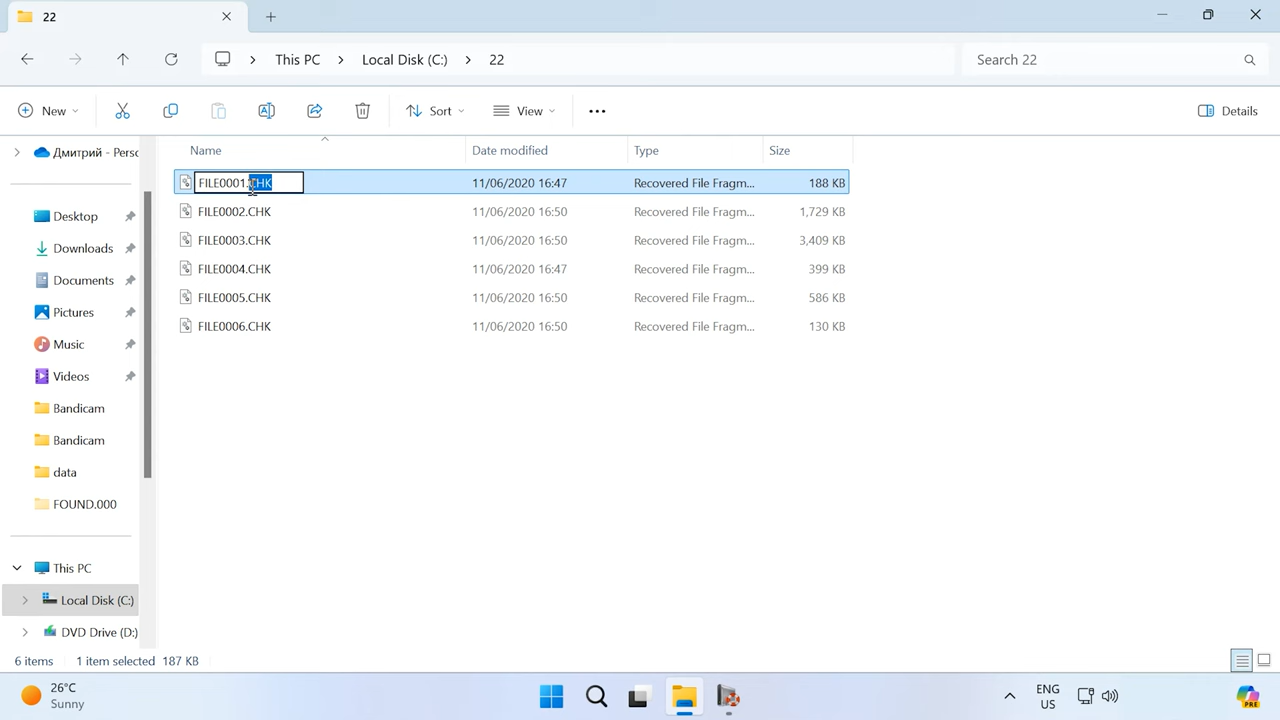 22
This PC
Local Disk (C:)
22
Search 22
New
Sort
View
Details
Дмитрий - Perso
Desktop
Downloads
Documents
Pictures
Music
Videos
Bandicam
Bandicam
data
FOUND.000
This PC
Local Disk (C:)
DVD Drive (D:)
Name Date modified Type Size
FILE0001.CHK 11/06/2020 16:47 Recovered File Fragm... 188 KB
FILE0002.CHK 11/06/2020 16:50 Recovered File Fragm... 1,729 KB
FILE0003.CHK 11/06/2020 16:50 Recovered File Fragm... 3,409 KB
FILE0004.CHK 11/06/2020 16:47 Recovered File Fragm... 399 KB
FILE0005.CHK 11/06/2020 16:50 Recovered File Fragm... 586 KB
FILE0006.CHK 11/06/2020 16:50 Recovered File Fragm... 130 KB
6 items 1 item selected 187 KB
26°C
Sunny
ENG
US
PRE